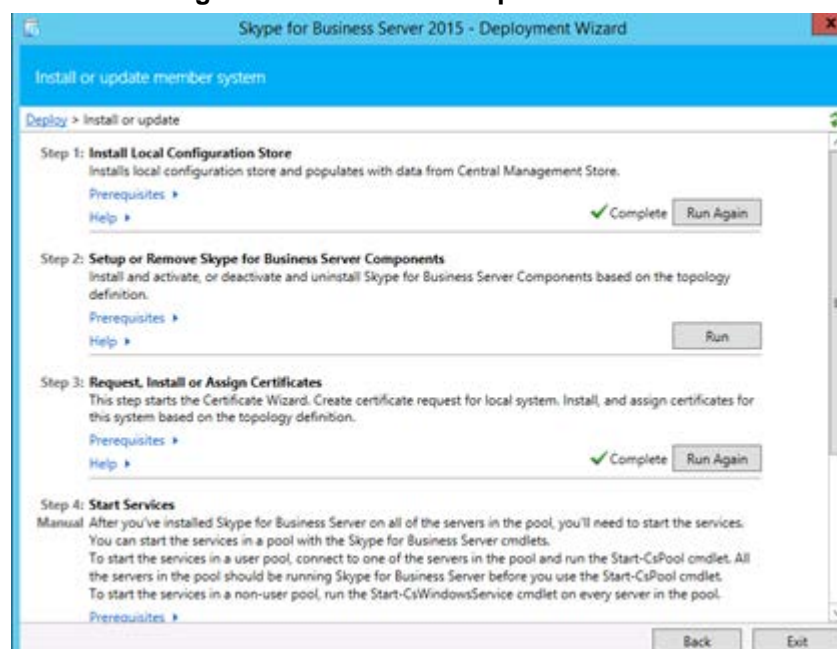 Skype for Business Server 2015 - Deployment Wizard
Install or update member system
Deploy > Install or update
Step 1: Install Local Configuration Store
Installs local configuration store and populates with data from Central Management Store.
Prerequisites
Help
Complete Run Again
Step 2: Setup or Remove Skype for Business Server Components
Install and activate, or deactivate and uninstall Skype for Business Server Components based on the topology
definition.
Prerequisites
Help
Run
Step 3: Request, Install or Assign Certificates
This step starts the Certificate Wizard. Create certificate request for local system. Install, and assign certificates for
this system based on the topology definition.
Prerequisites
Help
Complete Run Again
Step 4: Start Services
Manual After you've installed Skype for Business Server on all of the servers in the pool, you'll need to start the services.
You can start the services in a pool with the Skype for Business Server cmdlets.
To start the services in a user pool, connect to one of the servers in the pool and run the Start-CsPool cmdlet. All
the servers in the pool should be running Skype for Business Server before you use the Start-CsPool cmdlet.
To start the services in a non-user pool, run the Start-CsWindowsService cmdlet on every server in the pool.
Prerequisites
Back Exit